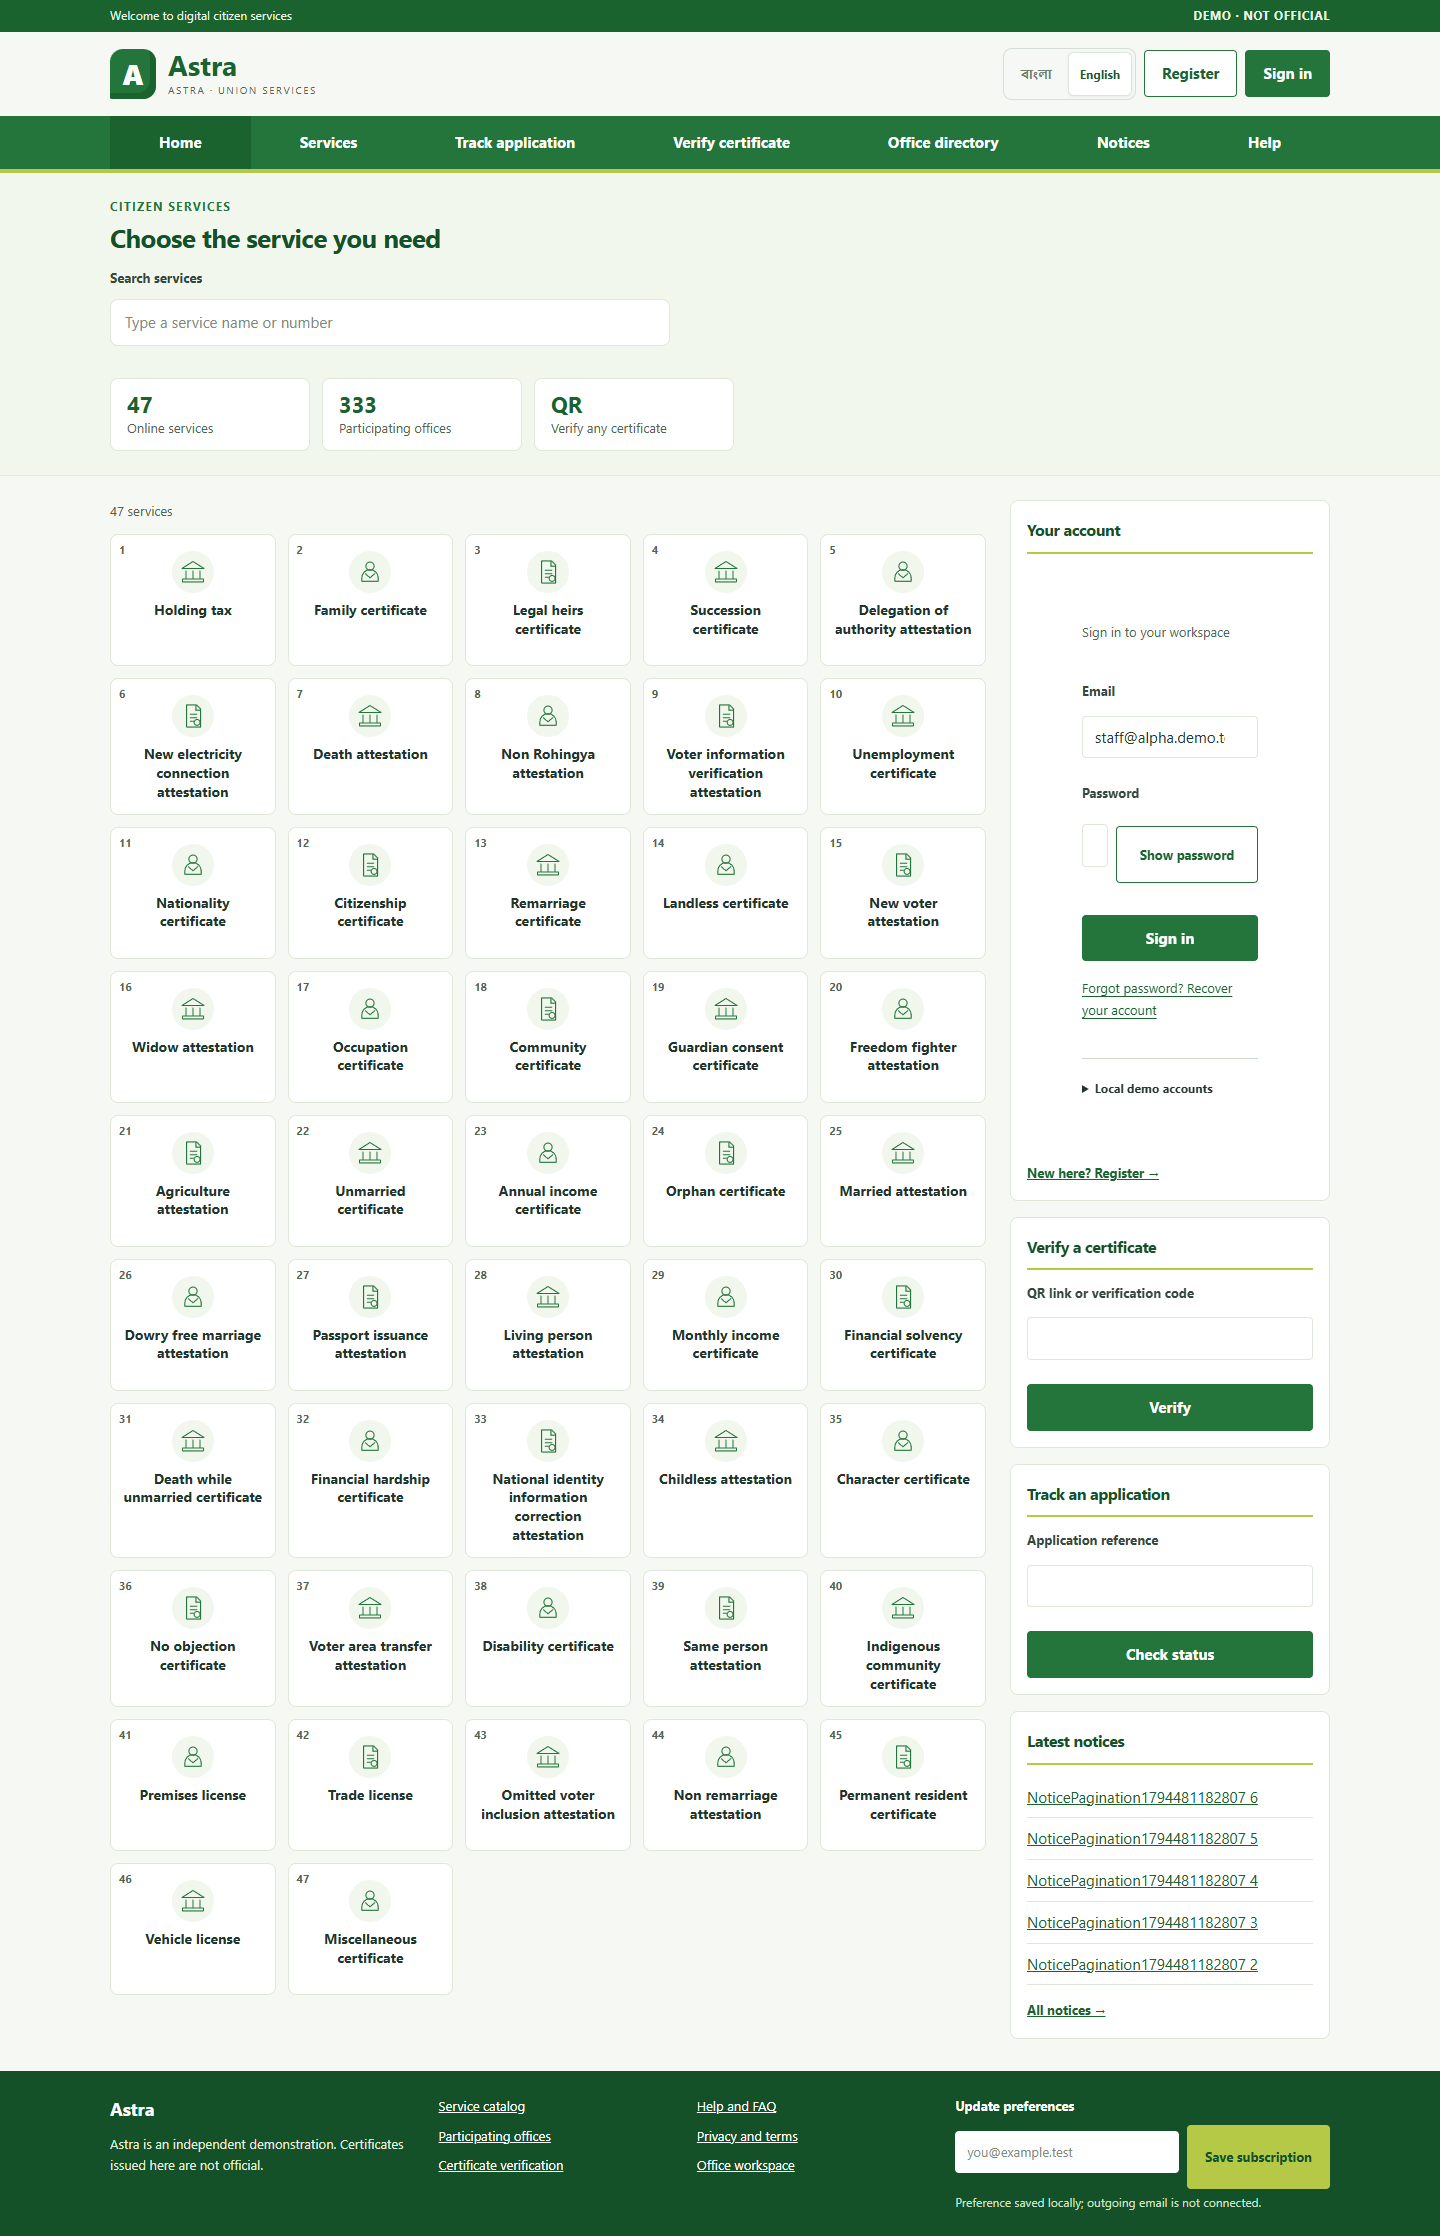 Welcome to digital citizen services
DEMO · NOT OFFICIAL
A
Astra
ASTRA · UNION SERVICES
বাংলা
English
Register
Sign in
Home
Services
Track application
Verify certificate
Office directory
Notices
Help
CITIZEN SERVICES
Choose the service you need
Search services
Type a service name or number
47
Online services
333
Participating offices
QR
Verify any certificate
47 services
1
Holding tax
2
Family certificate
3
Legal heirs
certificate
4
Succession
certificate
5
Delegation of
authority attestation
6
New electricity
connection
attestation
7
Death attestation
8
Non Rohingya
attestation
9
Voter information
verification
attestation
10
Unemployment
certificate
11
Nationality
certificate
12
Citizenship
certificate
13
Remarriage
certificate
14
Landless certificate
15
New voter
attestation
16
Widow attestation
17
Occupation
certificate
18
Community
certificate
19
Guardian consent
certificate
20
Freedom fighter
attestation
21
Agriculture
attestation
22
Unmarried
certificate
23
Annual income
certificate
24
Orphan certificate
25
Married attestation
26
Dowry free marriage
attestation
27
Passport issuance
attestation
28
Living person
attestation
29
Monthly income
certificate
30
Financial solvency
certificate
31
Death while
unmarried certificate
32
Financial hardship
certificate
33
National identity
information
correction
attestation
34
Childless attestation
35
Character certificate
36
No objection
certificate
37
Voter area transfer
attestation
38
Disability certificate
39
Same person
attestation
40
Indigenous
community
certificate
41
Premises license
42
Trade license
43
Omitted voter
inclusion attestation
44
Non remarriage
attestation
45
Permanent resident
certificate
46
Vehicle license
47
Miscellaneous
certificate
Your account
Sign in to your workspace
Email
staff@alpha.demo.t
Password
Show password
Sign in
Forgot password? Recover
your account
▶ Local demo accounts
New here? Register →
Verify a certificate
QR link or verification code
Verify
Track an application
Application reference
Check status
Latest notices
NoticePagination1794481182807 6
NoticePagination1794481182807 5
NoticePagination1794481182807 4
NoticePagination1794481182807 3
NoticePagination1794481182807 2
All notices →
Astra
Astra is an independent demonstration. Certificates
issued here are not official.
Service catalog
Participating offices
Certificate verification
Help and FAQ
Privacy and terms
Office workspace
Update preferences
you@example.test
Save subscription
Preference saved locally; outgoing email is not connected.